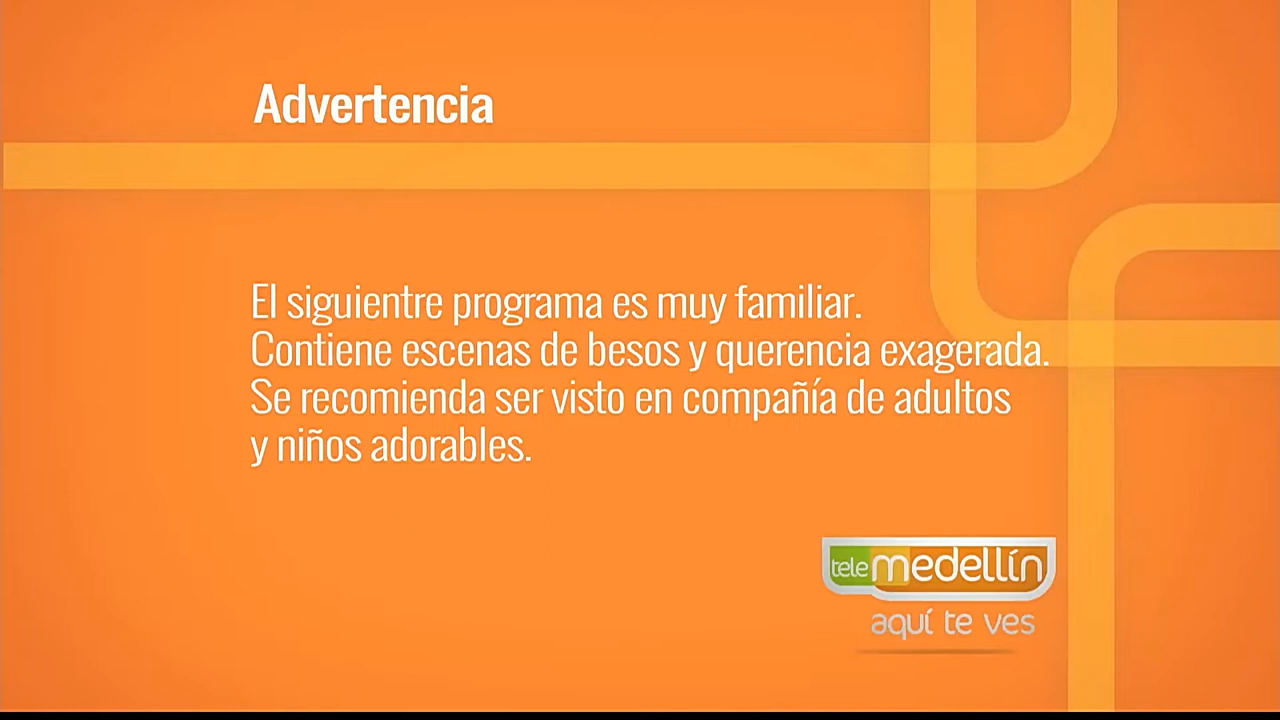 Advertencia
El siguientre programa es muy familiar.
Contiene escenas de besos y querencia exagerada.
Se recomienda ser visto en compañía de adultos
y niños adorables.
tele medellín
aquí te ves